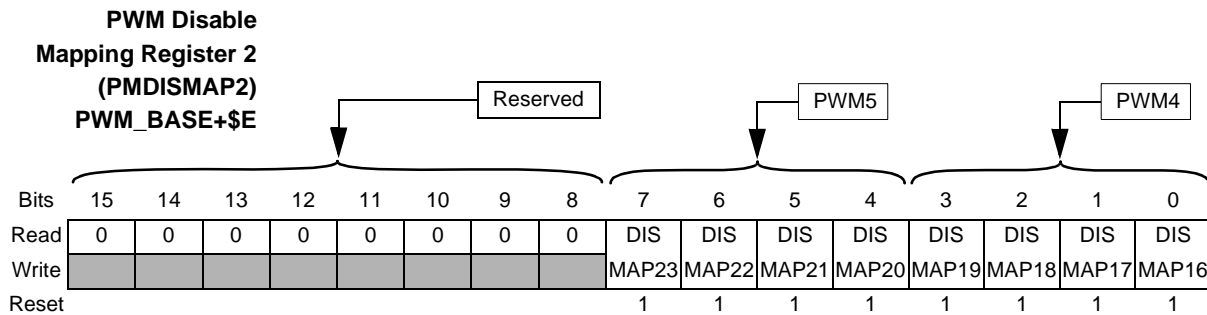 PWM Disable
Mapping Register 2
(PMDISMAP2)
PWM_BASE+$E
Reserved
PWM5
PWM4
Bits 15 14 13 12 11 10 9 8 7 6 5 4 3 2 1 0
Read 0 0 0 0 0 0 0 0 DIS DIS DIS DIS DIS DIS DIS DIS
Write MAP23 MAP22 MAP21 MAP20 MAP19 MAP18 MAP17 MAP16
Reset 1 1 1 1 1 1 1 1